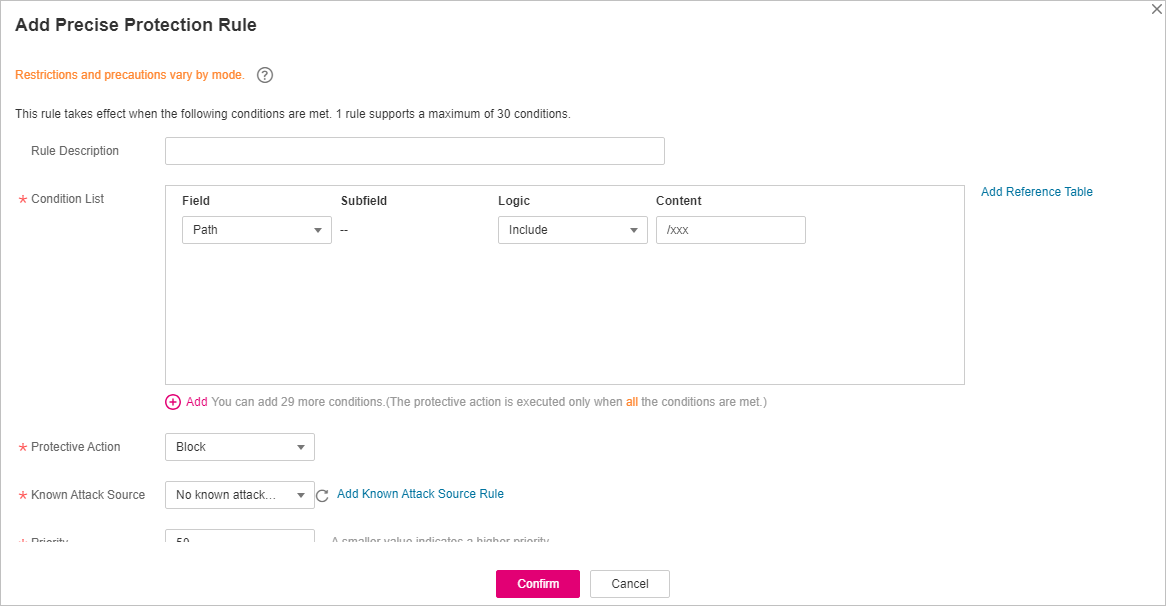 Add Precise Protection Rule
Restrictions and precautions vary by mode. ?
This rule takes effect when the following conditions are met. 1 rule supports a maximum of 30 conditions.
Rule Description
* Condition List
Field Subfield Logic Content
Path -- Include /xxx
Add Reference Table
Add You can add 29 more conditions.(The protective action is executed only when all the conditions are met.)
* Protective Action Block
* Known Attack Source No known attack... Add Known Attack Source Rule
* Priority 50 A smaller value indicates a higher priority.
Confirm Cancel